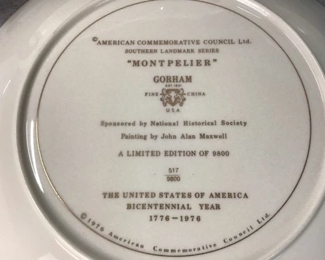 ©AMERICAN COMMEMORATIVE COUNCIL Ltd.
SOUTHERN LANDMARK SERIES
"MONTPELIER"
GORHAM
EST. 1831
FINE CHINA
U.S.A.
Sponsored by National Historical Society
Painting by John Alan Maxwell
A LIMITED EDITION OF 9800
517
9800
THE UNITED STATES OF AMERICA
BICENTENNIAL YEAR
1776–1976
©1976 American Commemorative Council Ltd.